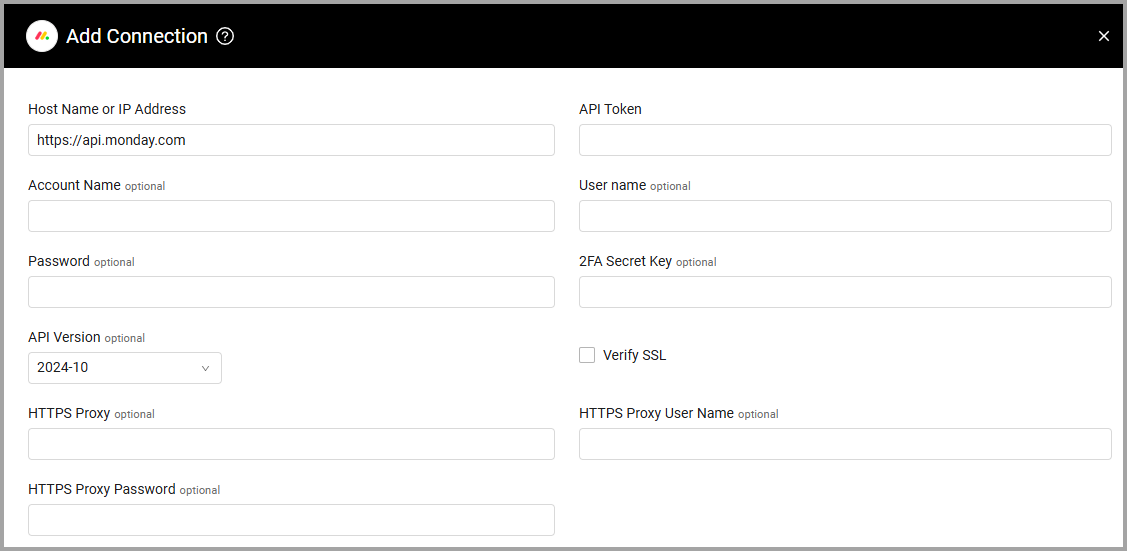 Add Connection ?
Host Name or IP Address
https://api.monday.com
API Token
Account Name optional
User name optional
Password optional
2FA Secret Key optional
API Version optional
2024-10
Verify SSL
HTTPS Proxy optional
HTTPS Proxy User Name optional
HTTPS Proxy Password optional